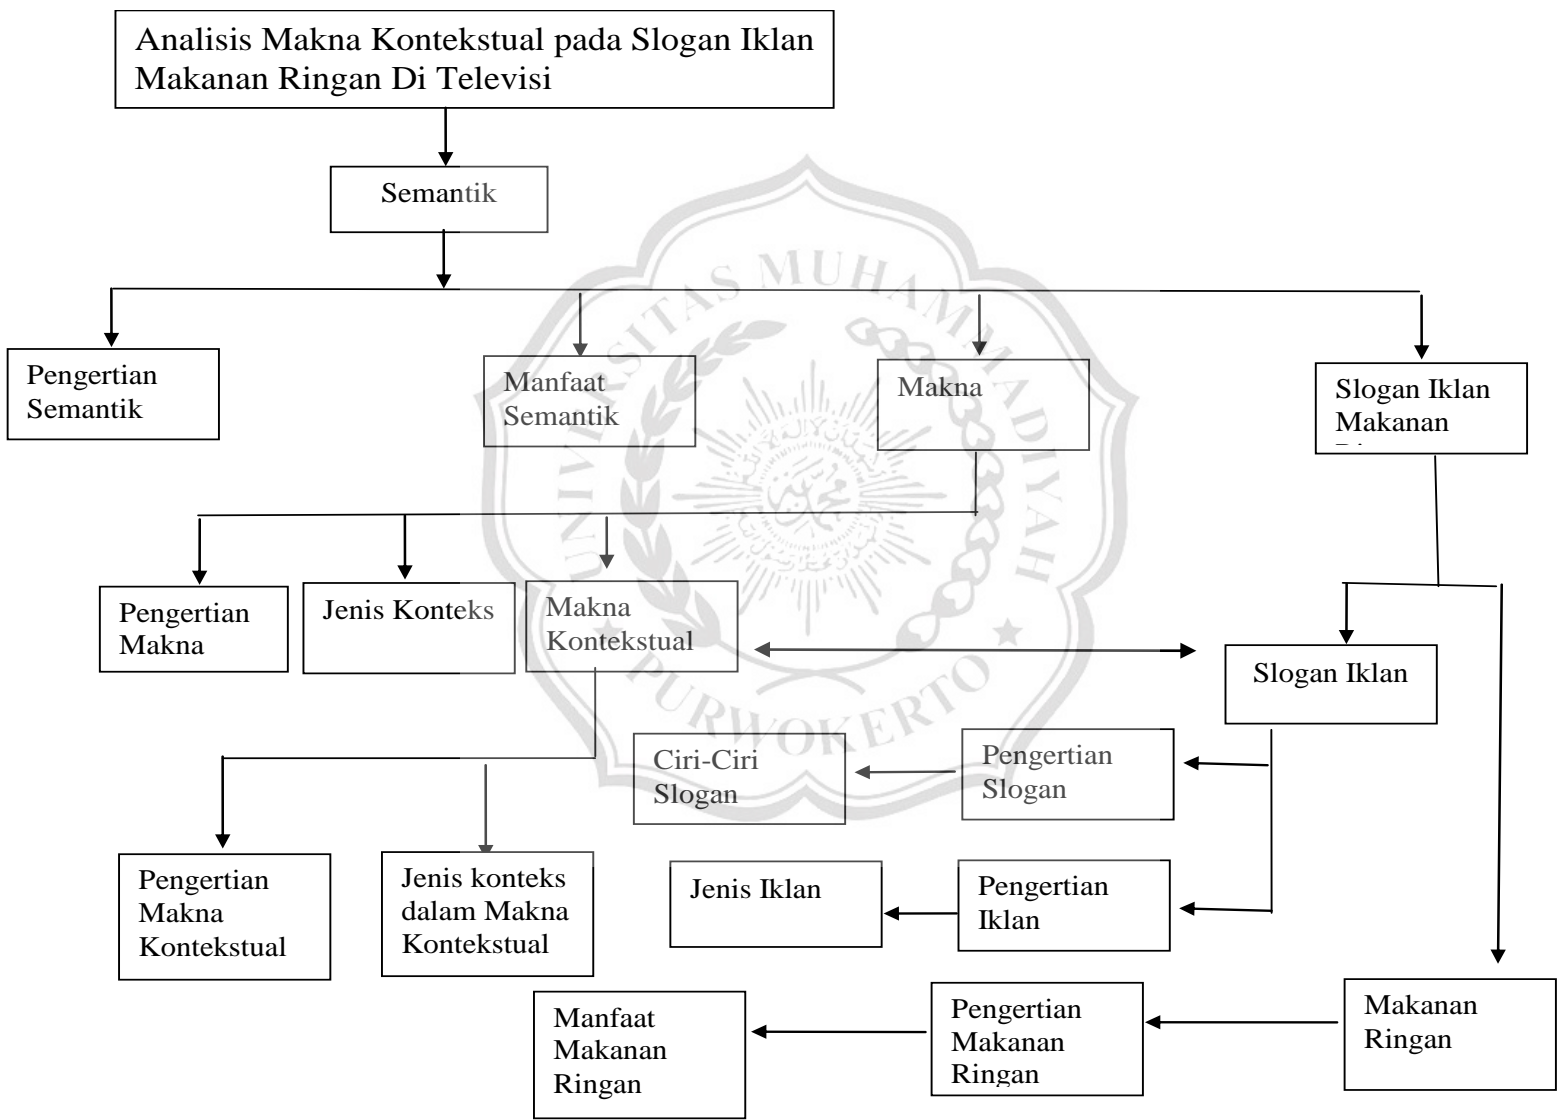 Analisis Makna Kontekstual pada Slogan Iklan
Makanan Ringan Di Televisi
Semantik
Pengertian
Semantik
Manfaat
Semantik
Makna
Slogan Iklan
Makanan
Pengertian
Makna
Jenis Konteks
Makna
Kontekstual
Slogan Iklan
Ciri-Ciri
Slogan
Pengertian
Slogan
Pengertian
Makna
Kontekstual
Jenis konteks
dalam Makna
Kontekstual
Jenis Iklan
Pengertian
Iklan
Manfaat
Makanan
Ringan
Pengertian
Makanan
Ringan
Makanan
Ringan
UNIVERSITAS MUHAMMADIYAH
PURWOKERTO